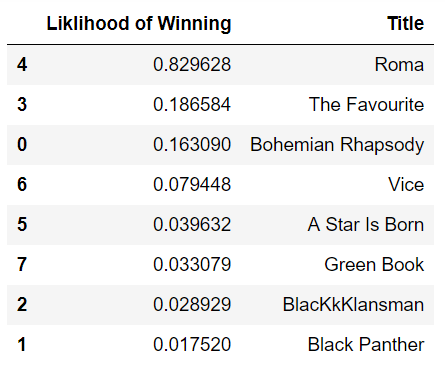 Liklihood of Winning Title
4 0.829628 Roma
3 0.186584 The Favourite
0 0.163090 Bohemian Rhapsody
6 0.079448 Vice
5 0.039632 A Star Is Born
7 0.033079 Green Book
2 0.028929 BlacKkKlansman
1 0.017520 Black Panther